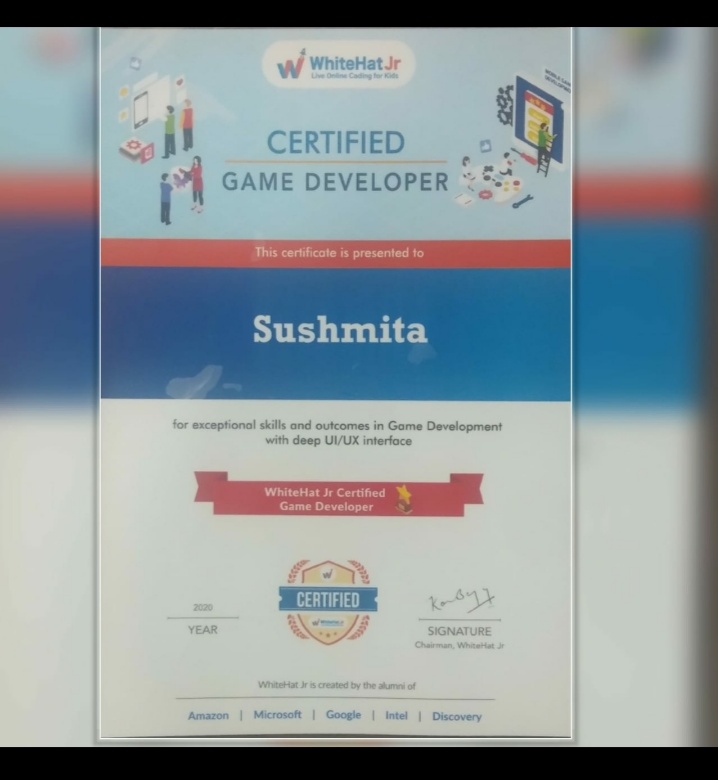 WhiteHat Jr
Live Online Coding for Kids
CERTIFIED
GAME DEVELOPER
This certificate is presented to
Sushmita
for exceptional skills and outcomes in Game Development
with deep UI/UX interface
WhiteHat Jr Certified
Game Developer
CERTIFIED
2020
YEAR
SIGNATURE
Chairman, WhiteHat Jr
WhiteHat Jr is created by the alumni of
Amazon | Microsoft | Google | Intel | Discovery